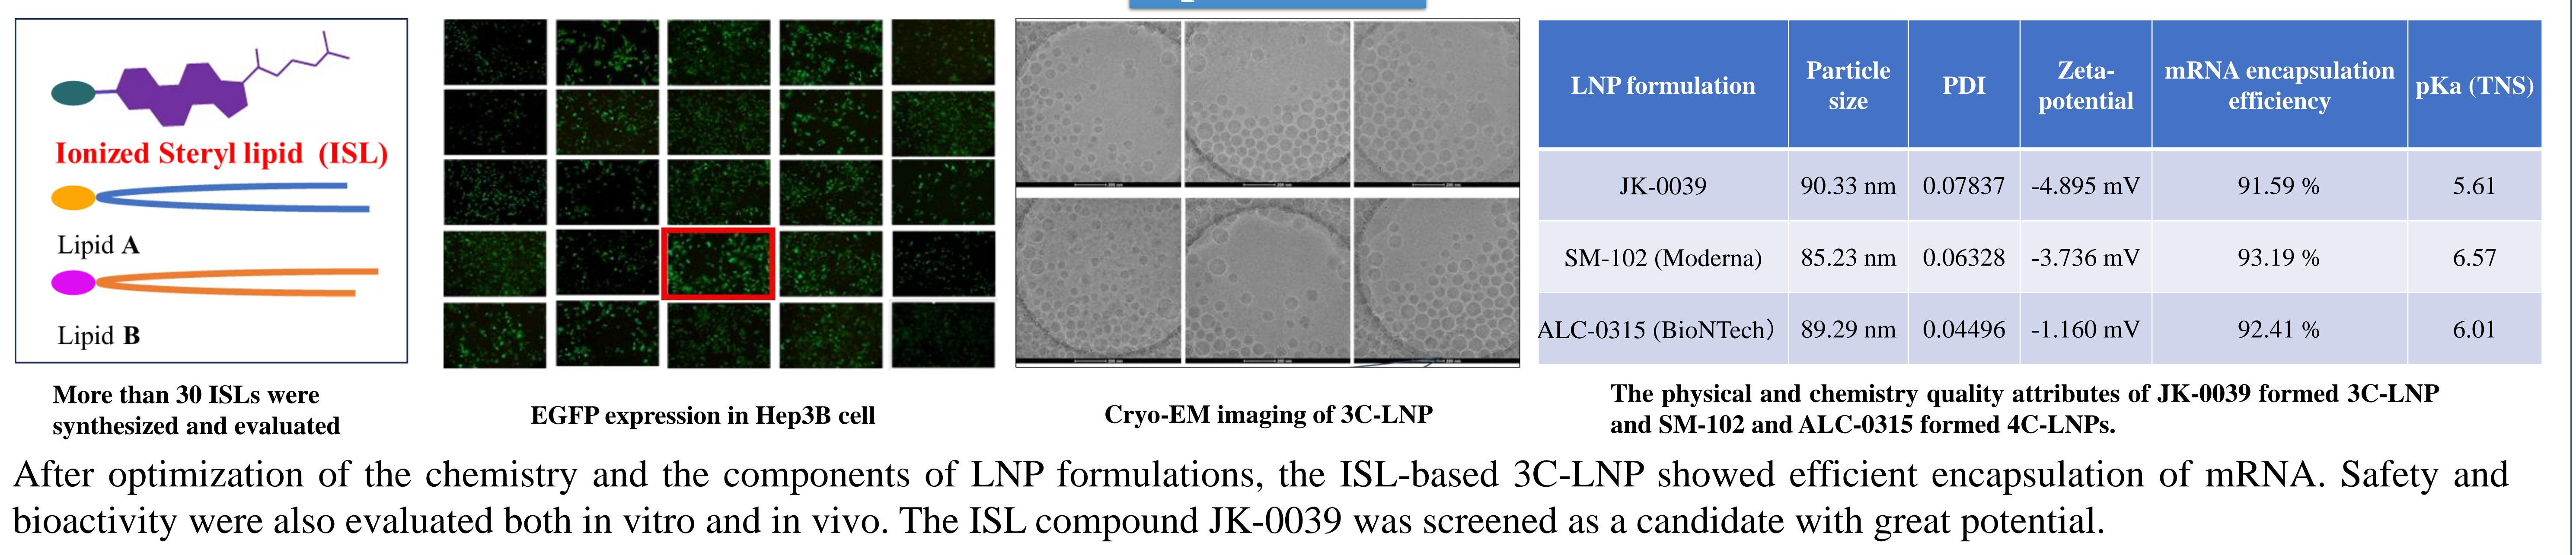 Ionized Steryl lipid (ISL)
Lipid A
Lipid B
More than 30 ISLs were
synthesized and evaluated
EGFP expression in Hep3B cell
Cryo-EM imaging of 3C-LNP
LNP formulation Particle size PDI Zeta-potential mRNA encapsulation efficiency pKa (TNS)
JK-0039 90.33 nm 0.07837 -4.895 mV 91.59 % 5.61
SM-102 (Moderna) 85.23 nm 0.06328 -3.736 mV 93.19 % 6.57
ALC-0315 (BioNTech） 89.29 nm 0.04496 -1.160 mV 92.41 % 6.01
The physical and chemistry quality attributes of JK-0039 formed 3C-LNP
and SM-102 and ALC-0315 formed 4C-LNPs.
After optimization of the chemistry and the components of LNP formulations, the ISL-based 3C-LNP showed efficient encapsulation of mRNA. Safety and
bioactivity were also evaluated both in vitro and in vivo. The ISL compound JK-0039 was screened as a candidate with great potential.